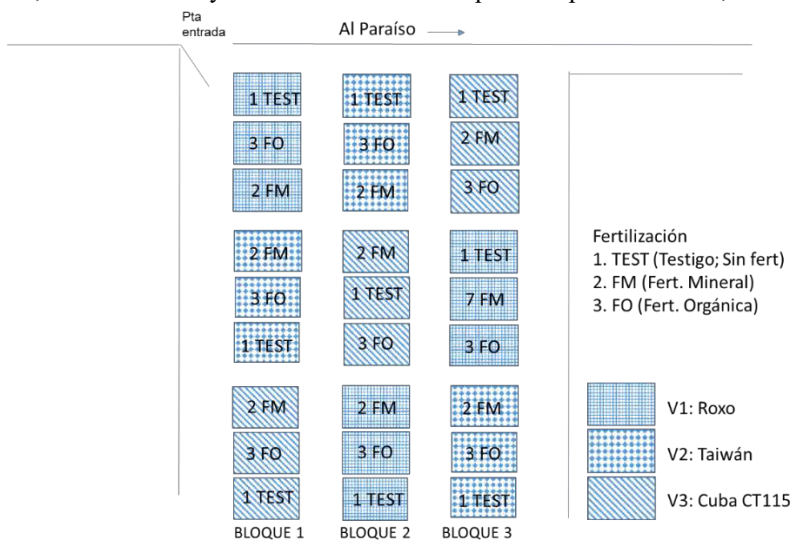 Pta
entrada
Al Paraíso
1 TEST
1 TEST
1 TEST
3 FO
3 FO
2 FM
2 FM
2 FM
3 FO
2 FM
2 FM
1 TEST
3 FO
1 TEST
7 FM
1 TEST
3 FO
3 FO
2 FM
2 FM
2 FM
3 FO
3 FO
3 FO
1 TEST
1 TEST
1 TEST
BLOQUE 1
BLOQUE 2
BLOQUE 3
Fertilización
1. TEST (Testigo; Sin fert)
2. FM (Fert. Mineral)
3. FO (Fert. Orgánica)
V1: Roxo
V2: Taiwán
V3: Cuba CT115